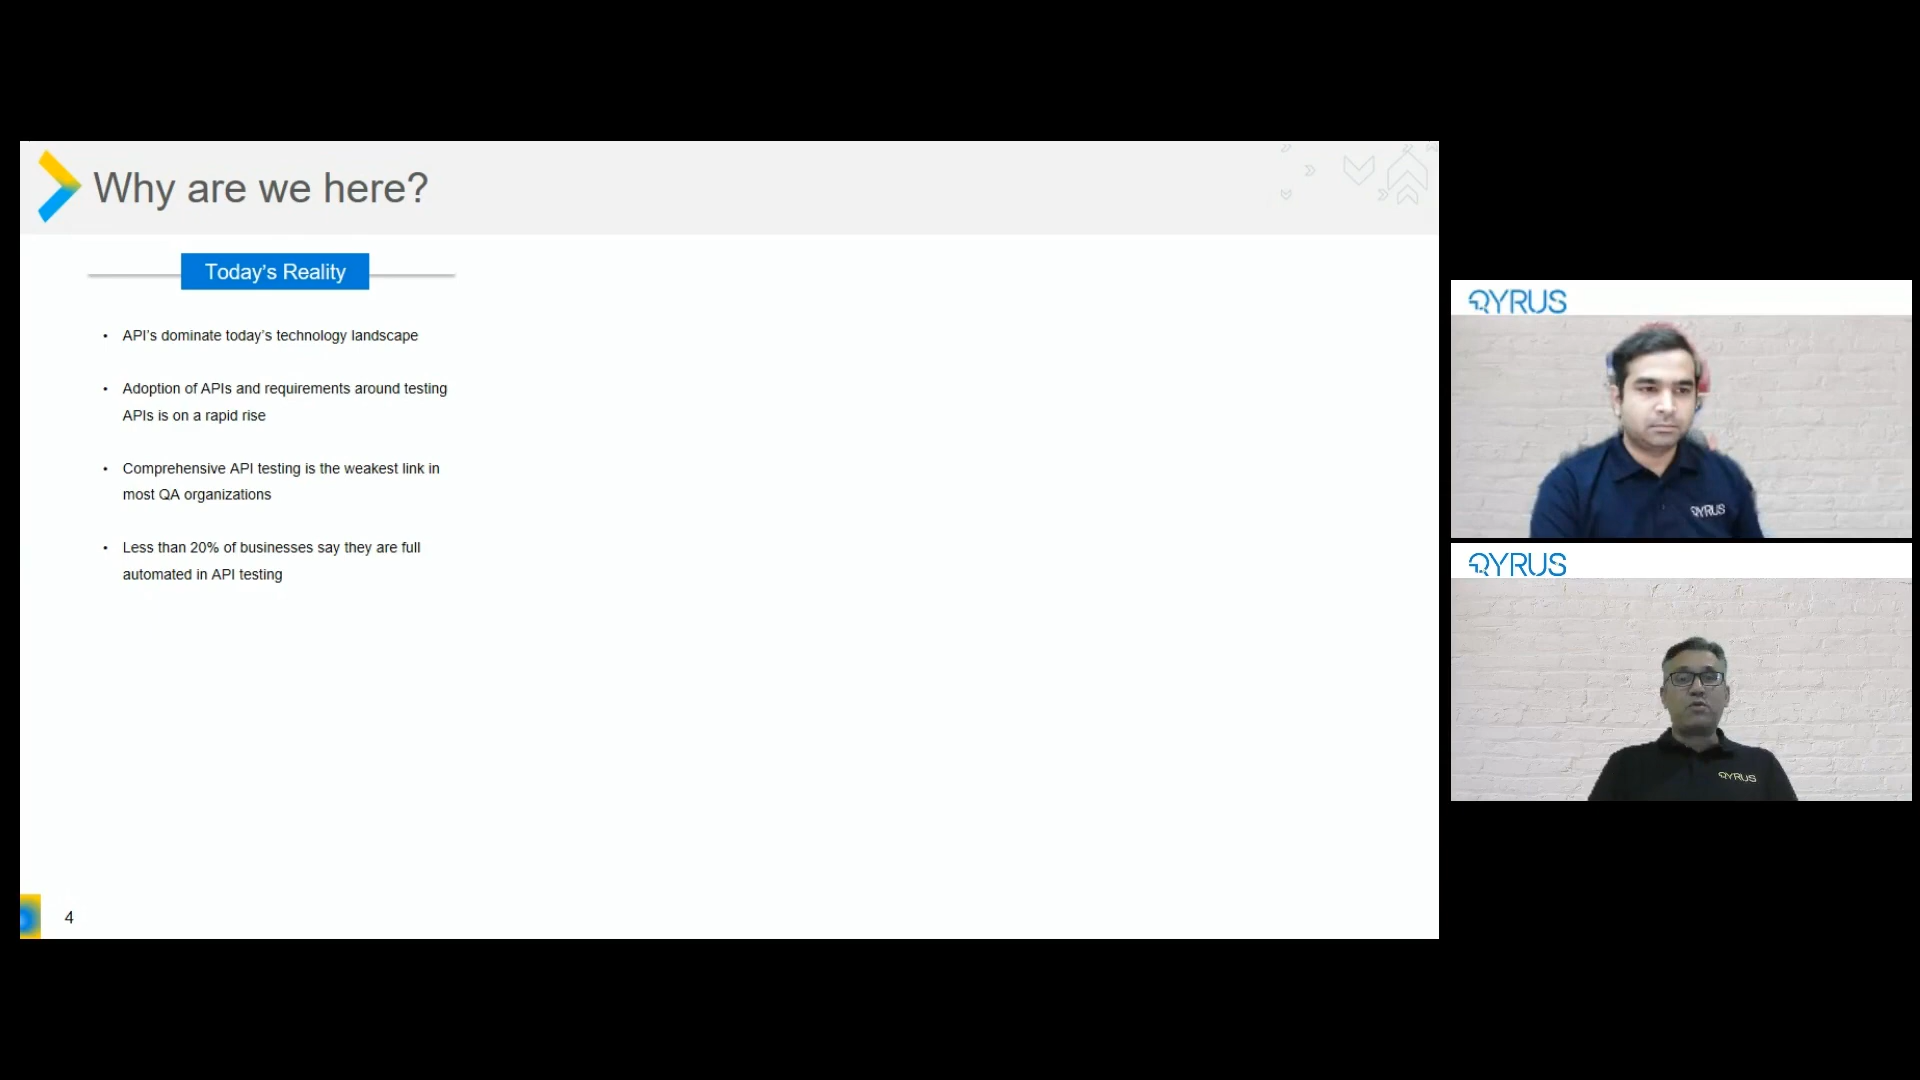 Why are we here?
Today's Reality
• API's dominate today's technology landscape
• Adoption of APIs and requirements around testing
APIs is on a rapid rise
• Comprehensive API testing is the weakest link in
most QA organizations
• Less than 20% of businesses say they are full
automated in API testing
4
QYRUS
QYRUS
QYRUS
QYRUS